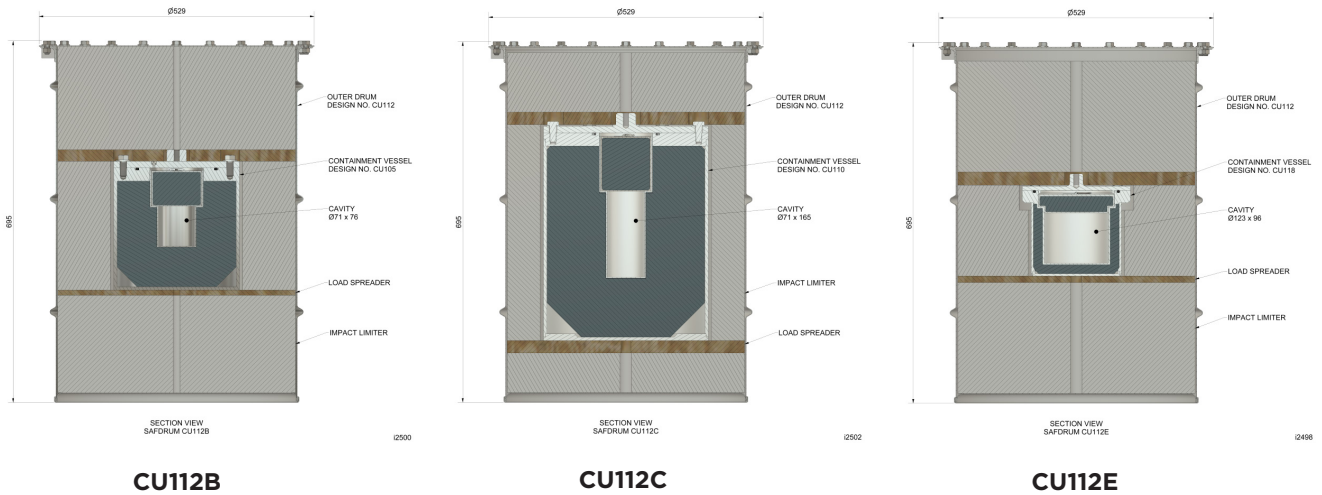 Ø529
695
OUTER DRUM
DESIGN NO. CU112
CONTAINMENT VESSEL
DESIGN NO. CU105
CAVITY
Ø71 x 76
LOAD SPREADER
IMPACT LIMITER
SECTION VIEW
SAFDRUM CU112B
i2500
CU112B
Ø529
695
OUTER DRUM
DESIGN NO. CU112
CONTAINMENT VESSEL
DESIGN NO. CU110
CAVITY
Ø71 x 165
IMPACT LIMITER
LOAD SPREADER
SECTION VIEW
SAFDRUM CU112C
i2502
CU112C
Ø529
695
OUTER DRUM
DESIGN NO. CU112
CONTAINMENT VESSEL
DESIGN NO. CU118
CAVITY
Ø123 x 96
LOAD SPREADER
IMPACT LIMITER
SECTION VIEW
SAFDRUM CU112E
i2498
CU112E